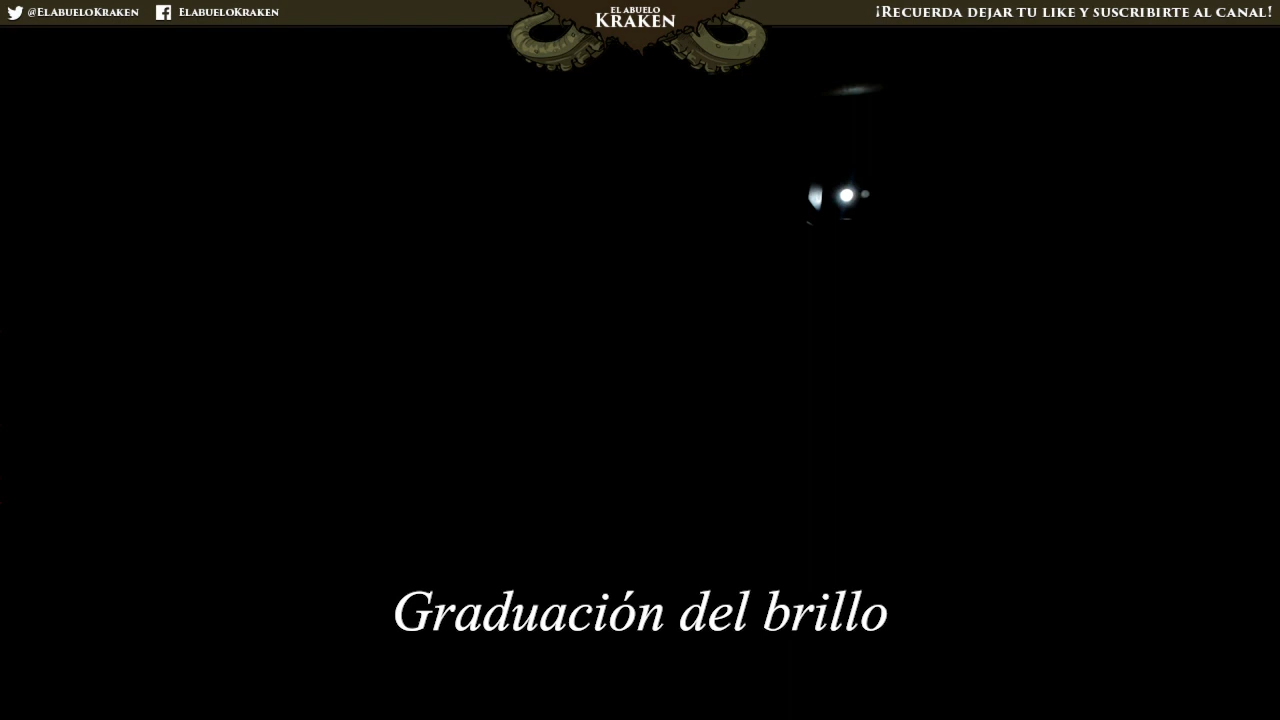 @ElabueloKraken
ElabueloKraken
El abuelo
Kraken
¡Recuerda dejar tu like y suscribirte al canal!
Graduación del brillo